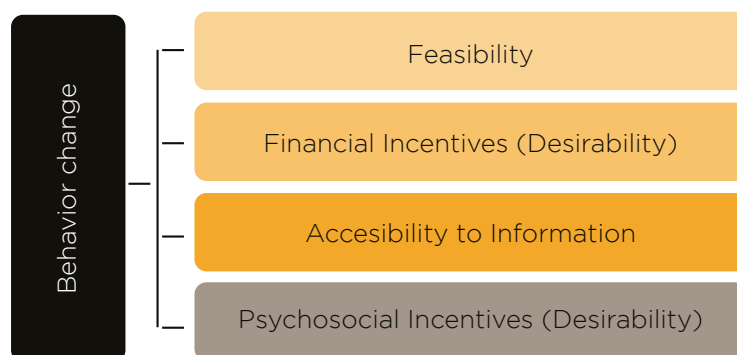 Behavior change
Feasibility
Financial Incentives (Desirability)
Accesibility to Information
Psychosocial Incentives (Desirability)